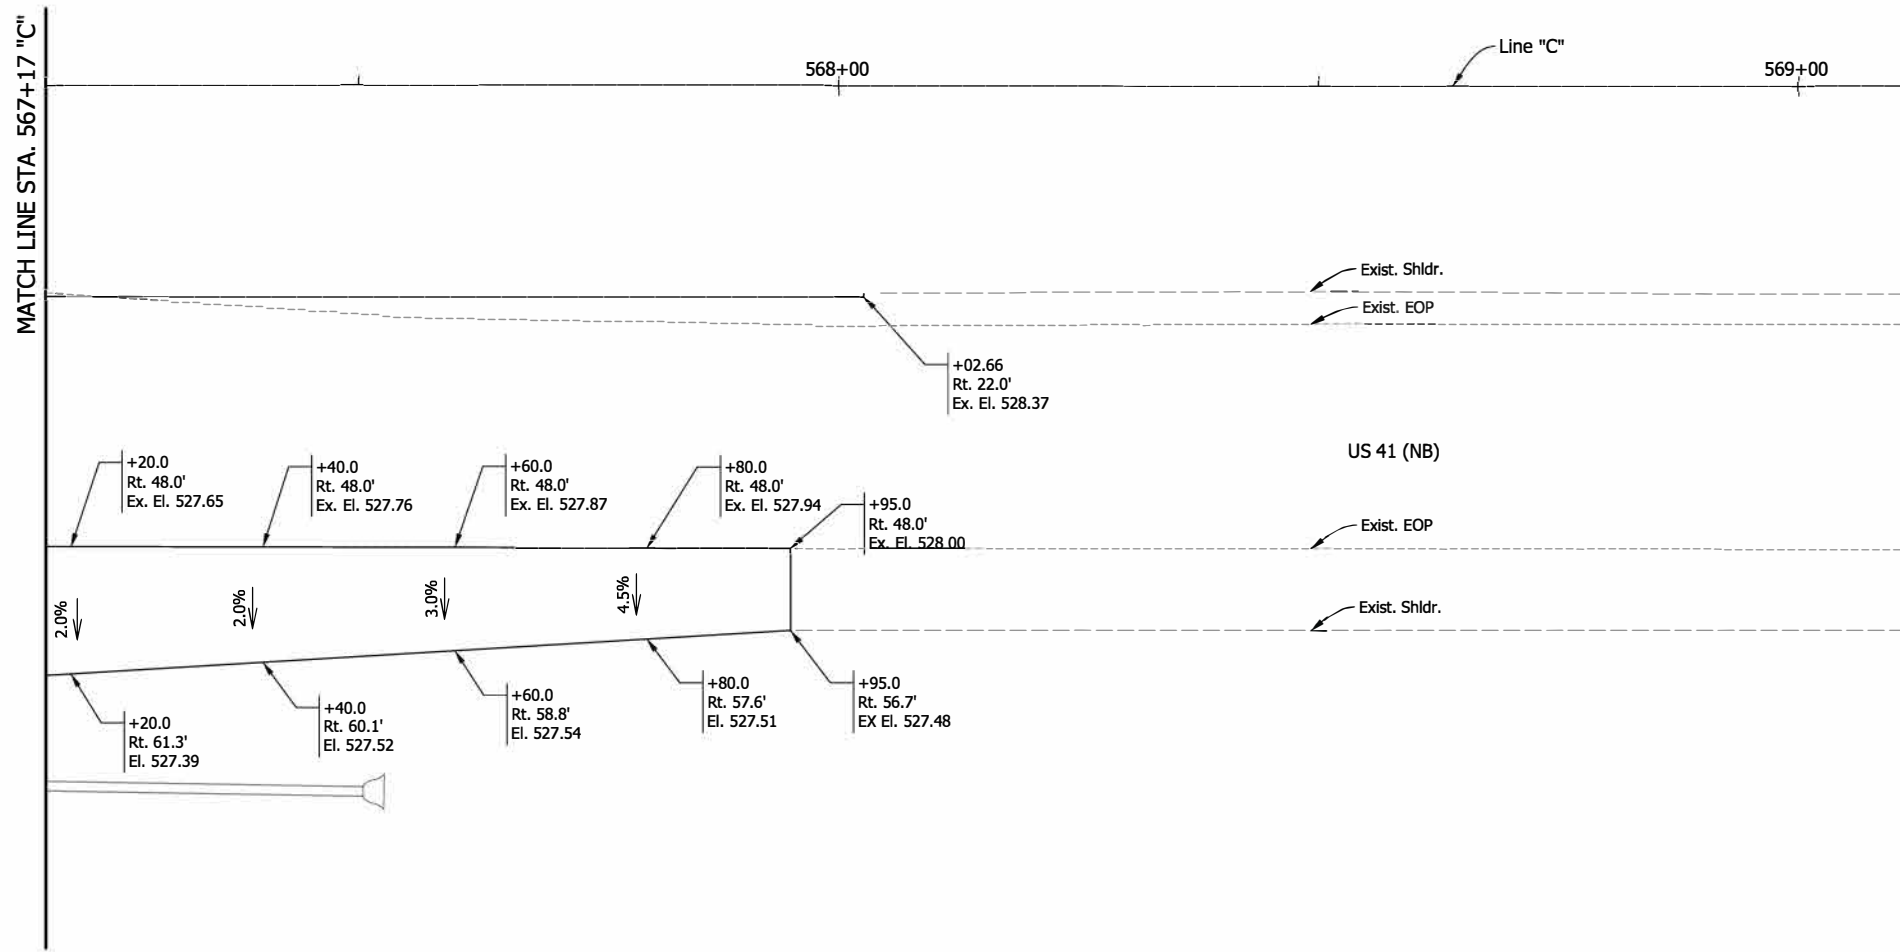 MATCH LINE STA. 567+17 "C"
Line "C"
568+00
569+00
Exist. Shldr.
Exist. EOP
+02.66
Rt. 22.0'
Ex. El. 528.37
US 41 (NB)
+20.0
Rt. 48.0'
Ex. El. 527.65
+40.0
Rt. 48.0'
Ex. El. 527.76
+60.0
Rt. 48.0'
Ex. El. 527.87
+80.0
Rt. 48.0'
Ex. El. 527.94
+95.0
Rt. 48.0'
Ex. El. 528.00
Exist. EOP
2.0%
2.0%
3.0%
4.5%
Exist. Shldr.
+20.0
Rt. 61.3'
El. 527.39
+40.0
Rt. 60.1'
El. 527.52
+60.0
Rt. 58.8'
El. 527.54
+80.0
Rt. 57.6'
El. 527.51
+95.0
Rt. 56.7'
EX El. 527.48